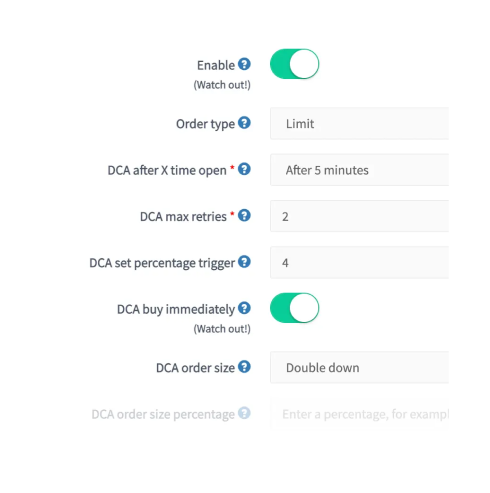 Enable ?
(Watch out!)
Order type ? Limit
DCA after X time open * ? After 5 minutes
DCA max retries * ? 2
DCA set percentage trigger ? 4
DCA buy immediately ?
(Watch out!)
DCA order size ? Double down
DCA order size percentage ? Enter a percentage, for exampl